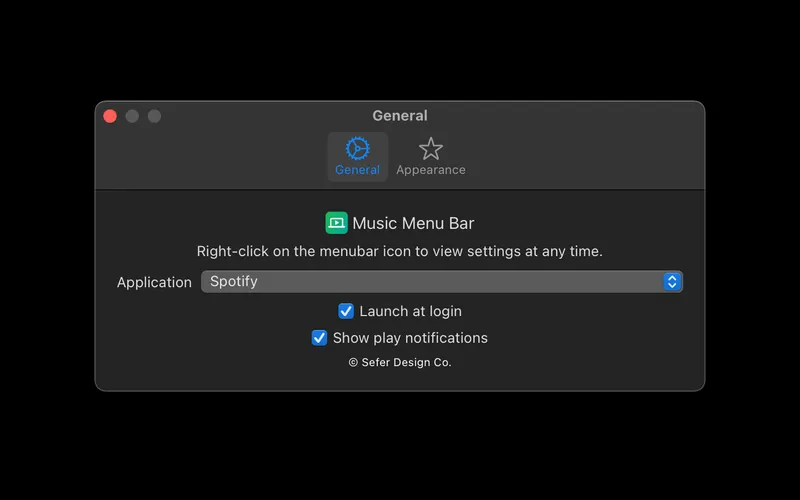 General
General Appearance
Music Menu Bar
Right-click on the menubar icon to view settings at any time.
Application Spotify
Launch at login
Show play notifications
© Sefer Design Co.